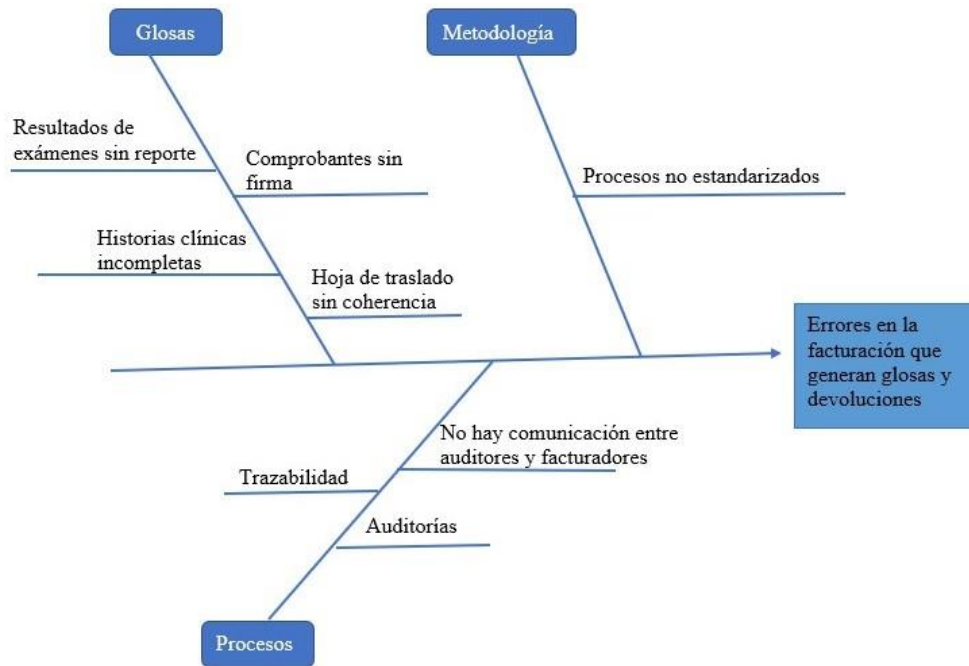 Glosas
Metodología
Resultados de
exámenes sin reporte
Comprobantes sin
firma
Procesos no estandarizados
Historias clínicas
incompletas
Hoja de traslado
sin coherencia
Errores en la
facturación que
generan glosas y
devoluciones
No hay comunicación entre
auditores y facturadores
Trazabilidad
Auditorías
Procesos